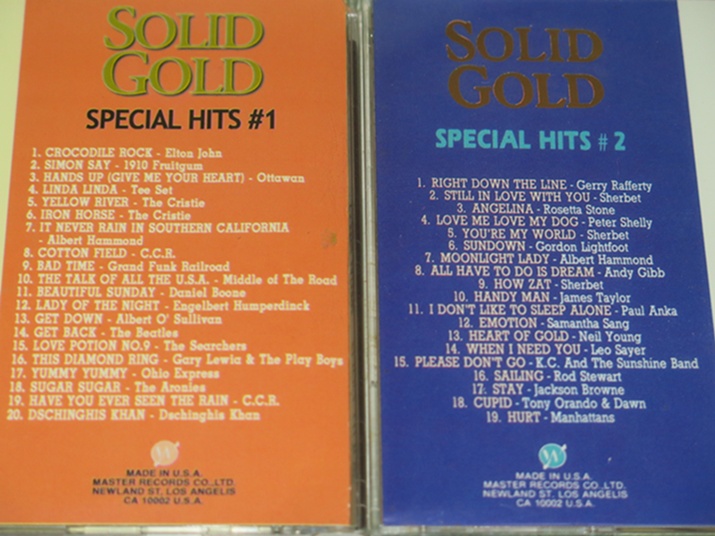 SOLID
GOLD
SPECIAL HITS #1
1. CROCODILE ROCK - Elton John
2. SIMON SAY - 1910 Fruitgum
3. HANDS UP (GIVE ME YOUR HEART) - Ottawan
4. LINDA LINDA - Tee Set
5. YELLOW RIVER - The Cristie
6. IRON HORSE - The Cristie
7. IT NEVER RAIN IN SOUTHERN CALIFORNIA
- Albert Hammond
8. COTTON FIELD - C.C.R.
9. BAD TIME - Grand Funk Railroad
10. THE TALK OF ALL THE U.S.A. - Middle of The Road
11. BEAUTIFUL SUNDAY - Daniel Boone
12. LADY OF THE NIGHT - Engelbert Humperdinck
13. GET DOWN - Albert O' Sullivan
14. GET BACK - The Beatles
15. LOVE POTION NO.9 - The Searchers
16. THIS DIAMOND RING - Gary Lewia & The Play Boys
17. YUMMY YUMMY - Ohio Express
18. SUGAR SUGAR - The Aronies
19. HAVE YOU EVER SEEN THE RAIN - C.C.R.
20. DSCHINGHIS KHAN - Dschinghis Khan
MADE IN U.S.A.
MASTER RECORDS CO.,LTD.
NEWLAND ST. LOS ANGELIS
CA 10002 U.S.A.
SOLID
GOLD
SPECIAL HITS # 2
1. RIGHT DOWN THE LINE - Gerry Rafferty
2. STILL IN LOVE WITH YOU - Sherbet
3. ANGELINA - Rosetta Stone
4. LOVE ME LOVE MY DOG - Peter Shelly
5. YOU'RE MY WORLD - Sherbet
6. SUNDOWN - Gordon Lightfoot
7. MOONLIGHT LADY - Albert Hammond
8. ALL HAVE TO DO IS DREAM - Andy Gibb
9. HOW ZAT - Sherbet
10. HANDY MAN - James Taylor
11. I DON'T LIKE TO SLEEP ALONE - Paul Anka
12. EMOTION - Samantha Sang
13. HEART OF GOLD - Neil Young
14. WHEN I NEED YOU - Leo Sayer
15. PLEASE DON'T GO - K.C. And The Sunshine Band
16. SAILING - Rod Stewart
17. STAY - Jackson Browne
18. CUPID - Tony Orando & Dawn
19. HURT - Manhattans
MADE IN U.S.A.
MASTER RECORDS CO.,LTD.
NEWLAND ST. LOS ANGELIS
CA 10002 U.S.A.